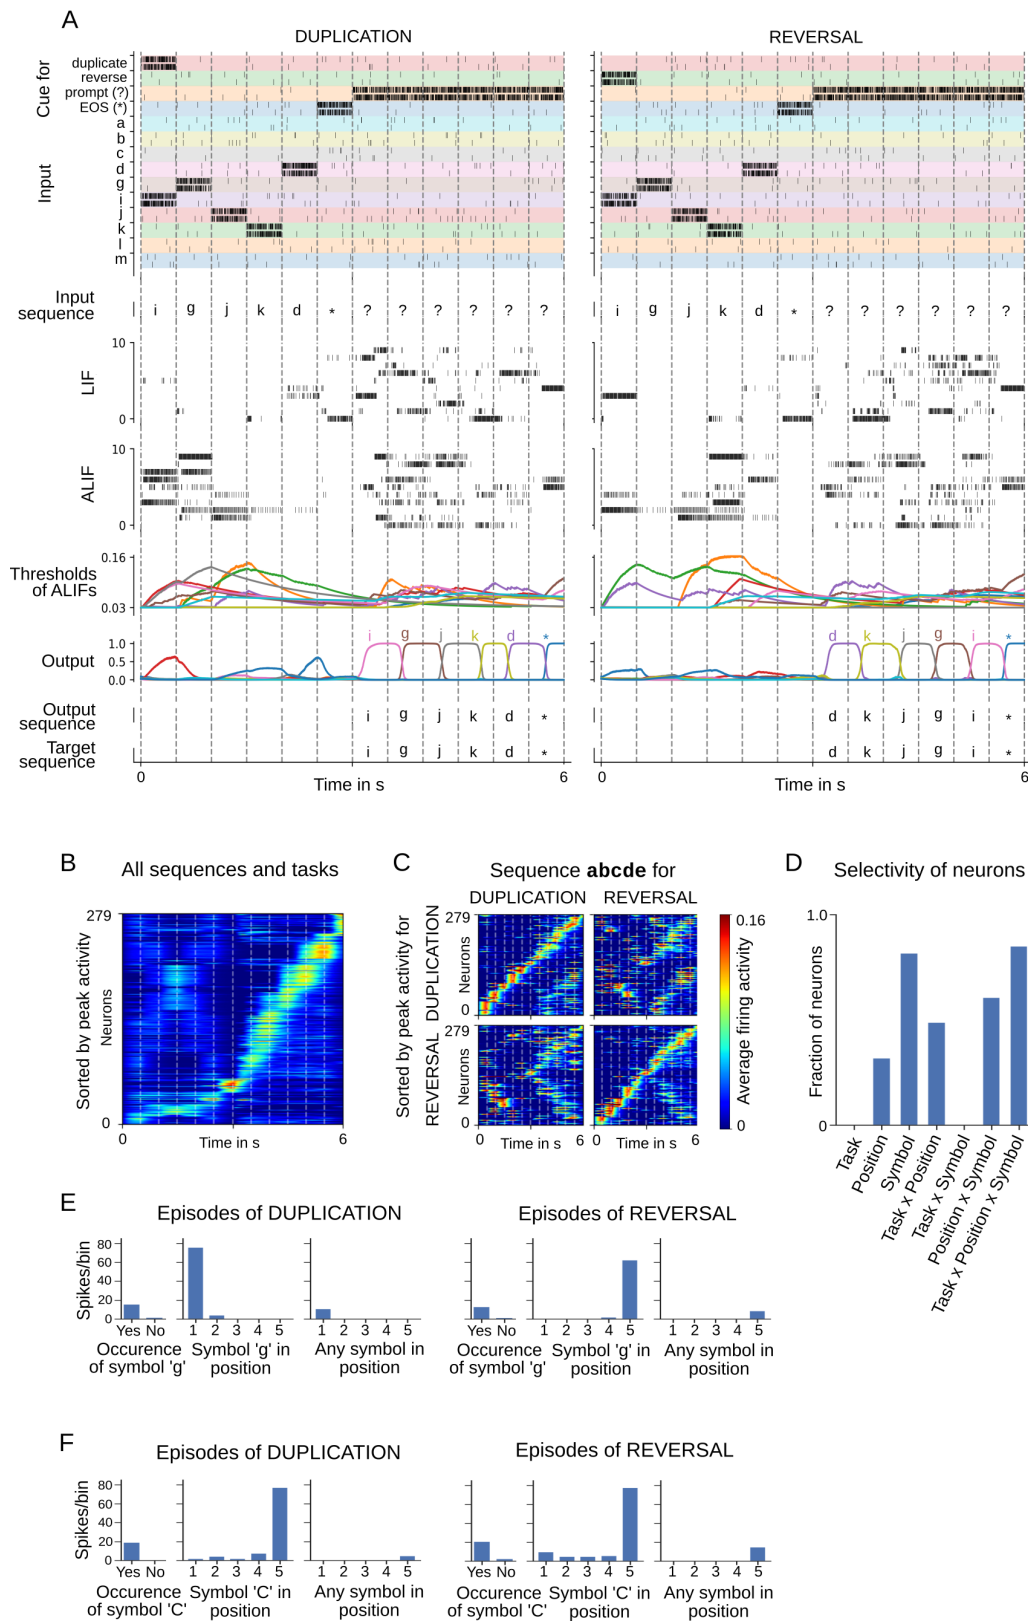 A
DUPLICATION
REVERSAL
Cue for
duplicate
reverse
prompt (?)
EOS (*)
Input
a
b
c
d
g
i
j
k
l
m
Input
sequence
i g j k d * ? ? ? ? ? ?
i g j k d * ? ? ? ? ? ?
LIF
10
0
ALIF
10
0
Thresholds
of ALIFs
0.16
0.03
Output
1.0
0.5
0.0
i g j k d *
d k j g i *
Output
sequence
i g j k d *
d k j g i *
Target
sequence
i g j k d *
d k j g i *
0 Time in s 6
0 Time in s 6
B
All sequences and tasks
Sorted by peak activity
Neurons
279
0
0 Time in s 6
C
Sequence abcde for
DUPLICATION REVERSAL
Sorted by peak activity for
REVERSAL DUPLICATION
Neurons
279
0
Neurons
279
0
0 Time in s 6
0 Time in s 6
0.16
Average firing activity
0
D
Selectivity of neurons
Fraction of neurons
1.0
0
Task
Position
Symbol
Task x Position
Task x Symbol
Position x Symbol
Task x Position x Symbol
E
Episodes of DUPLICATION
Episodes of REVERSAL
Spikes/bin
80
60
40
20
0
Yes No
1 2 3 4 5
1 2 3 4 5
Yes No
1 2 3 4 5
1 2 3 4 5
Occurence
of symbol 'g'
Symbol 'g' in
position
Any symbol in
position
Occurence
of symbol 'g'
Symbol 'g' in
position
Any symbol in
position
F
Episodes of DUPLICATION
Episodes of REVERSAL
Spikes/bin
80
60
40
20
0
Yes No
1 2 3 4 5
1 2 3 4 5
Yes No
1 2 3 4 5
1 2 3 4 5
Occurence
of symbol 'C'
Symbol 'C' in
position
Any symbol in
position
Occurence
of symbol 'C'
Symbol 'C' in
position
Any symbol in
position